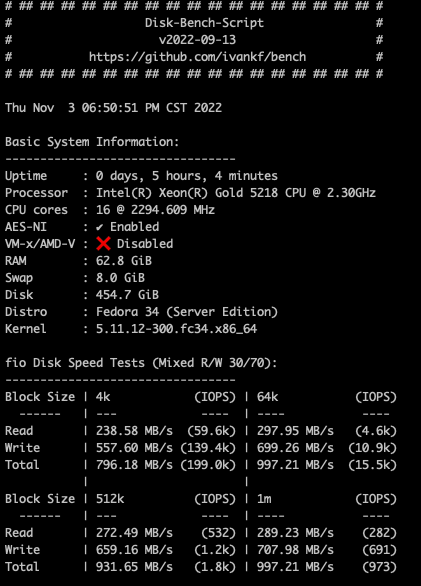 # ## ## ## ## ## ## ## ## ## ## ## ## ## ## ## ## ## #
#                   Disk-Bench-Script                 #
#                     v2022-09-13                     #
#           https://github.com/ivankf/bench           #
# ## ## ## ## ## ## ## ## ## ## ## ## ## ## ## ## ## #
Thu Nov  3 06:50:51 PM CST 2022
Basic System Information:
---------------------------------
Uptime     : 0 days, 5 hours, 4 minutes
Processor  : Intel(R) Xeon(R) Gold 5218 CPU @ 2.30GHz
CPU cores  : 16 @ 2294.609 MHz
AES-NI     : ✔ Enabled
VM-x/AMD-V : ❌ Disabled
RAM        : 62.8 GiB
Swap       : 8.0 GiB
Disk       : 454.7 GiB
Distro     : Fedora 34 (Server Edition)
Kernel     : 5.11.12-300.fc34.x86_64
fio Disk Speed Tests (Mixed R/W 30/70):
---------------------------------
Block Size | 4k            (IOPS) | 64k           (IOPS)
  ------   | ---            ----  | ----           ----
Read       | 238.58 MB/s  (59.6k) | 297.95 MB/s   (4.6k)
Write      | 557.60 MB/s (139.4k) | 699.26 MB/s  (10.9k)
Total      | 796.18 MB/s (199.0k) | 997.21 MB/s  (15.5k)
           |                      |
Block Size | 512k          (IOPS) | 1m            (IOPS)
  ------   | ---            ----  | ----           ----
Read       | 272.49 MB/s    (532) | 289.23 MB/s    (282)
Write      | 659.16 MB/s   (1.2k) | 707.98 MB/s    (691)
Total      | 931.65 MB/s   (1.8k) | 997.21 MB/s    (973)